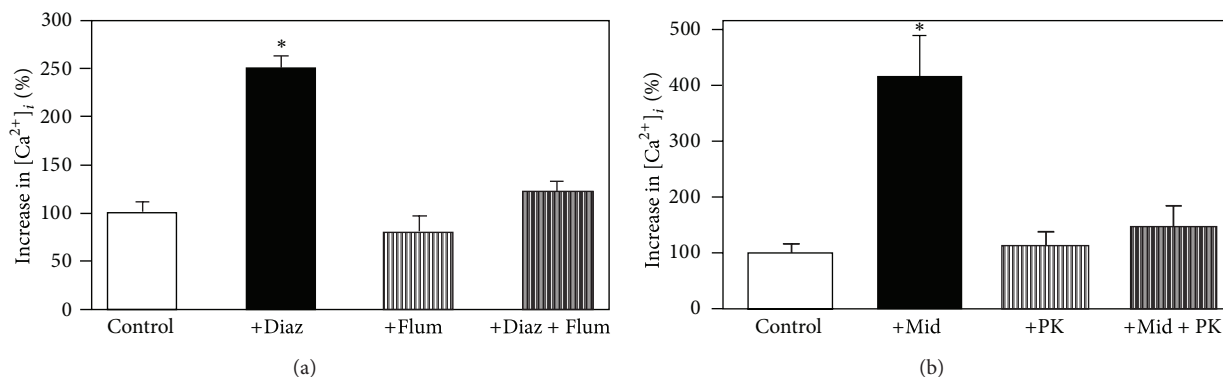 300
250
200
150
100
50
0
Increase in [Ca²⁺]ᵢ (%)
*
Control
+Diaz
+Flum
+Diaz + Flum
(a)
500
400
300
200
100
0
Increase in [Ca²⁺]ᵢ (%)
*
Control
+Mid
+PK
+Mid + PK
(b)